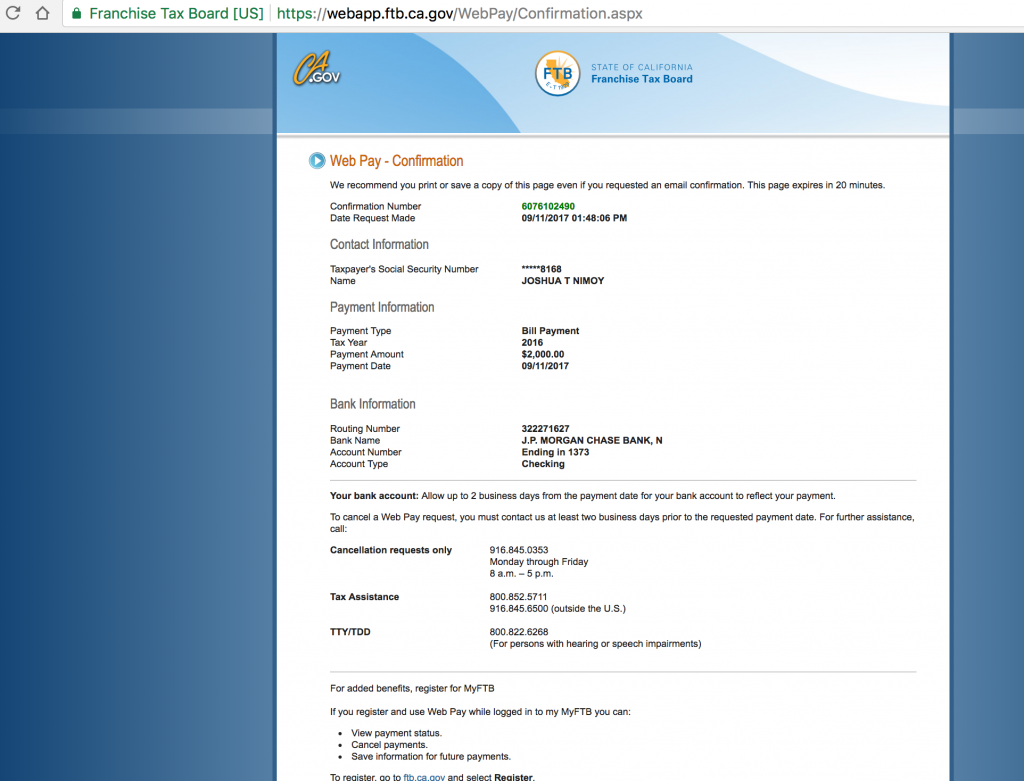 Franchise Tax Board [US] https://webapp.ftb.ca.gov/WebPay/Confirmation.aspx
CA.GOV
FTB
STATE OF CALIFORNIA
Franchise Tax Board
Web Pay - Confirmation
We recommend you print or save a copy of this page even if you requested an email confirmation. This page expires in 20 minutes.
Confirmation Number 6076102490
Date Request Made 09/11/2017 01:48:06 PM
Contact Information
Taxpayer's Social Security Number *****8168
Name JOSHUA T NIMOY
Payment Information
Payment Type Bill Payment
Tax Year 2016
Payment Amount $2,000.00
Payment Date 09/11/2017
Bank Information
Routing Number 322271627
Bank Name J.P. MORGAN CHASE BANK, N
Account Number Ending in 1373
Account Type Checking
Your bank account: Allow up to 2 business days from the payment date for your bank account to reflect your payment.
To cancel a Web Pay request, you must contact us at least two business days prior to the requested payment date. For further assistance,
call:
Cancellation requests only 916.845.0353
Monday through Friday
8 a.m. – 5 p.m.
Tax Assistance 800.852.5711
916.845.6500 (outside the U.S.)
TTY/TDD 800.822.6268
(For persons with hearing or speech impairments)
For added benefits, register for MyFTB
If you register and use Web Pay while logged in to my MyFTB you can:
• View payment status.
• Cancel payments.
• Save information for future payments.
To register, go to ftb.ca.gov and select Register.